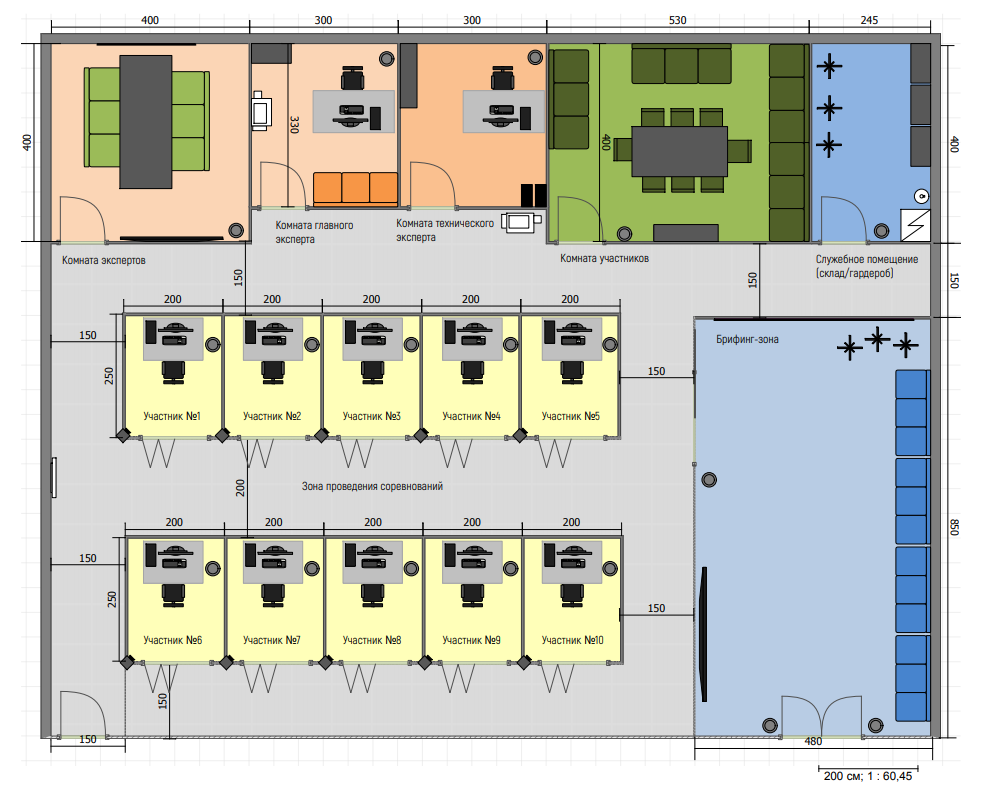 400
300
300
530
245
400
330
400
400
Комната экспертов
Комната главного
эксперта
Комната технического
эксперта
Комната участников
Служебное помещение
(склад/гардероб)
150
150
150
200
200
200
200
200
150
250
150
Брифинг-зона
Участник №1
Участник №2
Участник №3
Участник №4
Участник №5
200
Зона проведения соревнований
850
200
200
200
200
200
150
250
150
Участник №6
Участник №7
Участник №8
Участник №9
Участник №10
150
150
480
200 см; 1 : 60,45